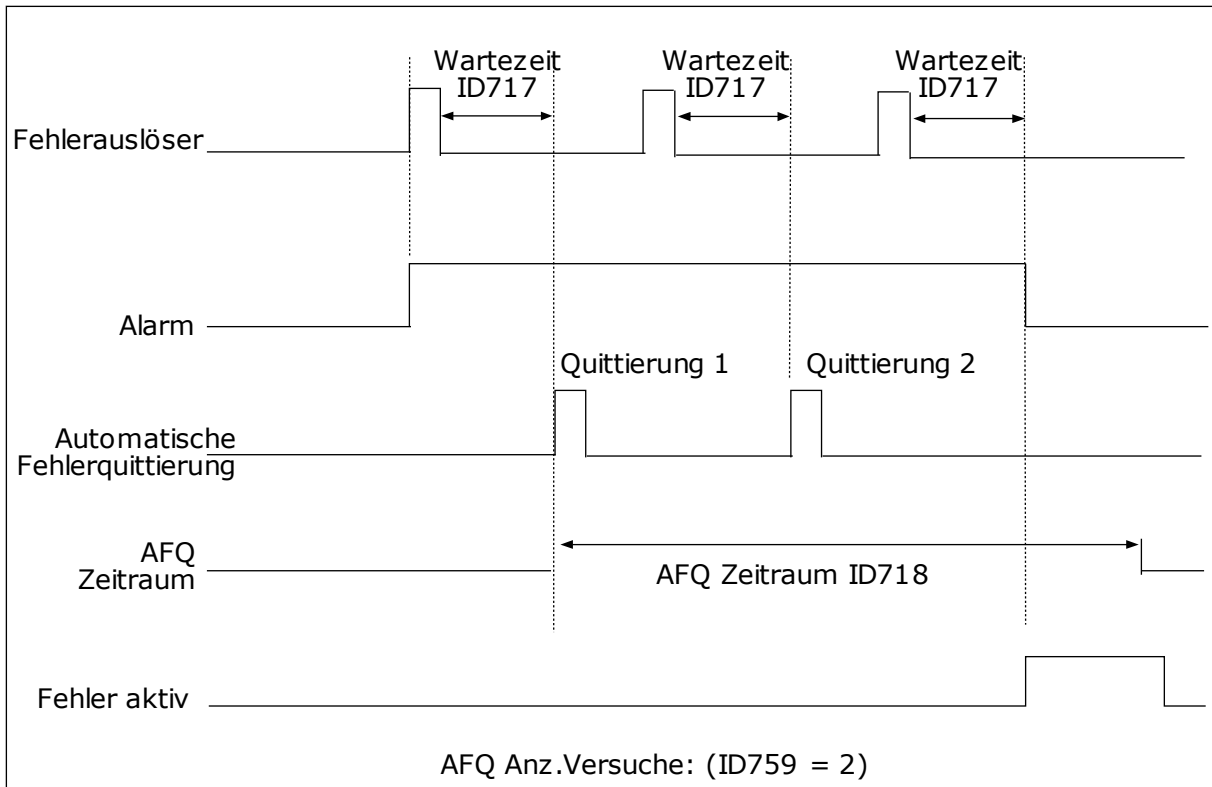 Wartezeit
ID717
Wartezeit
ID717
Wartezeit
ID717
Fehlerauslöser
Alarm
Quittierung 1
Quittierung 2
Automatische
Fehlerquittierung
AFQ
Zeitraum
AFQ Zeitraum ID718
Fehler aktiv
AFQ Anz.Versuche: (ID759 = 2)